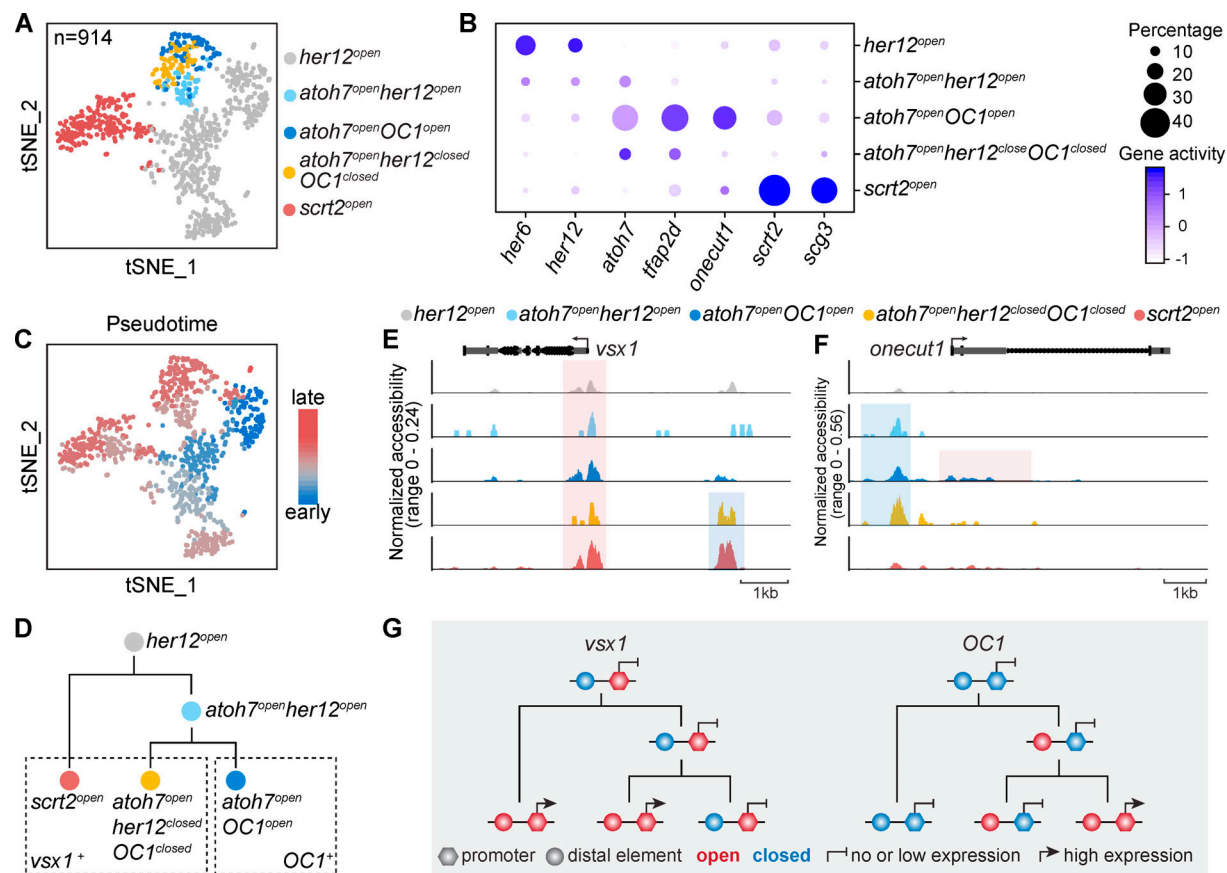 A
n=914
tSNE_2
tSNE_1
her12open
atoh7openher12open
atoh7openOC1open
atoh7openher12closed
OC1closed
scrt2open
B
her12open
atoh7openher12open
atoh7openOC1open
atoh7openher12closeOC1closed
scrt2open
her6
her12
atoh7
tfap2d
onecut1
scrt2
scg3
Percentage
10
20
30
40
Gene activity
1
0
-1
C
Pseudotime
tSNE_2
tSNE_1
late
early
her12open atoh7openher12open atoh7openOC1open atoh7openher12closedOC1closed scrt2open
E
vsx1
Normalized accessibility
(range 0 - 0.24)
1kb
F
onecut1
Normalized accessibility
(range 0 - 0.56)
1kb
D
her12open
atoh7openher12open
scrt2open
atoh7open
her12closed
OC1closed
atoh7open
OC1open
vsx1+
OC1+
G
vsx1
OC1
promoter distal element open closed no or low expression high expression